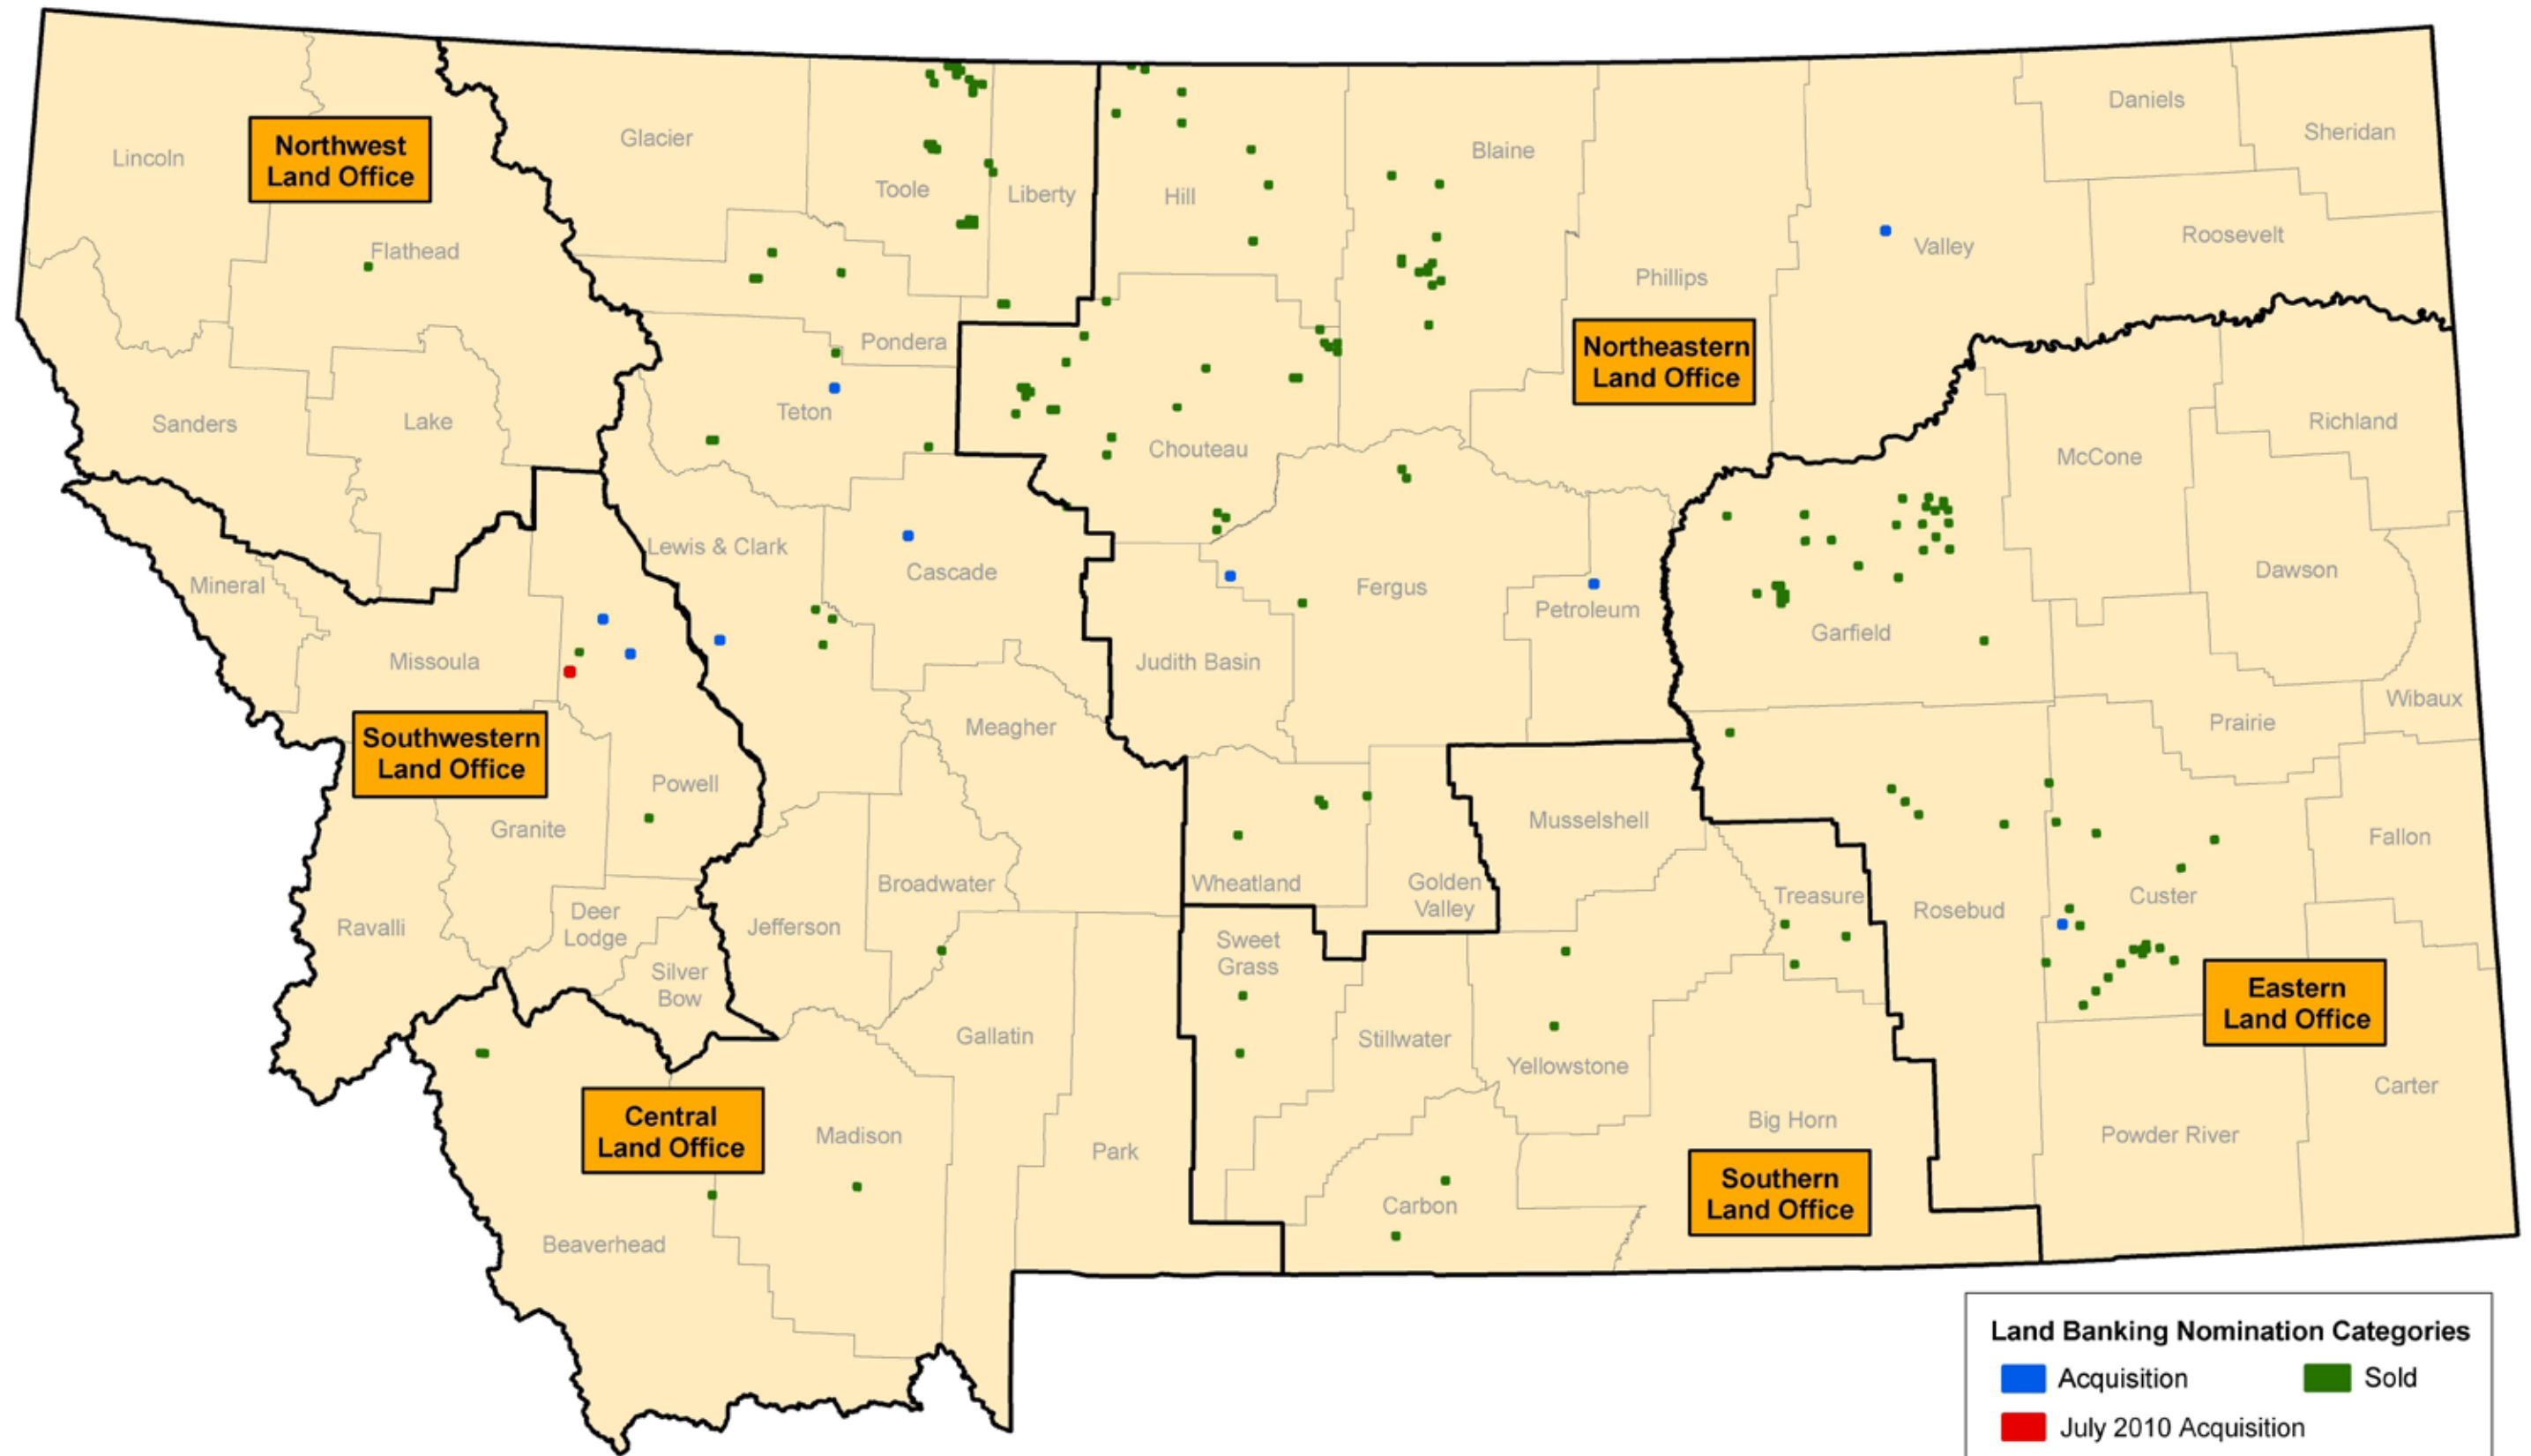 Daniels
Sheridan
Glacier
Northwest
Land Office
Lincoln
Blaine
Toole
Liberty
Hill
Roosevelt
Valley
Flathead
Phillips
Pondera
Northeastern
Land Office
Teton
Sanders
Lake
Chouteau
Richland
McCone
Lewis & Clark
Cascade
Fergus
Dawson
Mineral
Petroleum
Garfield
Missoula
Judith Basin
Wibaux
Meagher
Prairie
Southwestern
Land Office
Powell
Granite
Musselshell
Fallon
Broadwater
Wheatland
Golden
Valley
Treasure
Custer
Rosebud
Deer
Lodge
Ravalli
Jefferson
Sweet
Grass
Silver
Bow
Eastern
Land Office
Gallatin
Stillwater
Yellowstone
Carter
Central
Land Office
Madison
Park
Big Horn
Powder River
Southern
Land Office
Carbon
Beaverhead
Land Banking Nomination Categories
Acquisition
Sold
July 2010 Acquisition